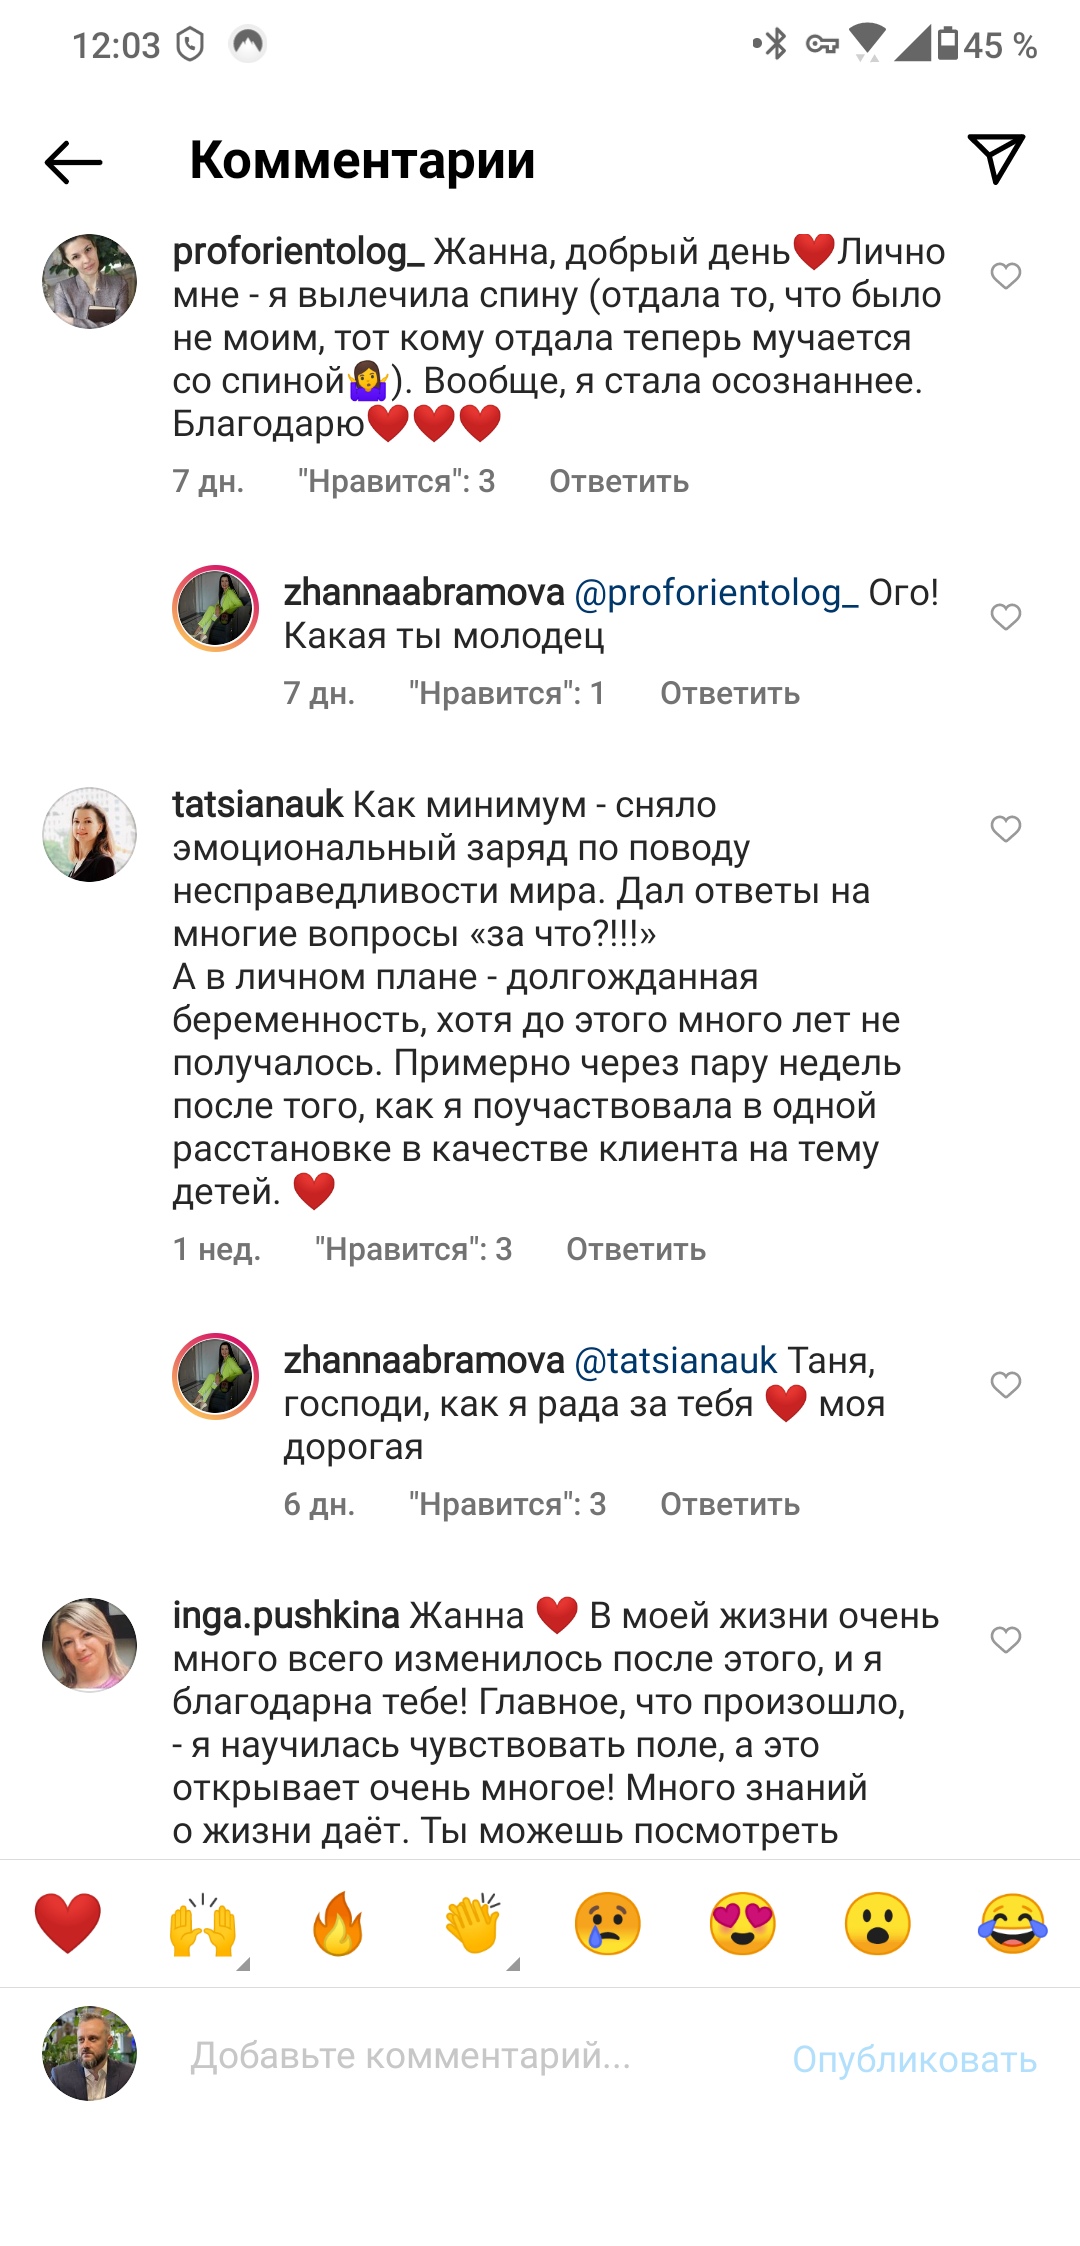 12:03
45 %
Комментарии
proforientolog_ Жанна, добрый день❤️Лично
мне - я вылечила спину (отдала то, что было
не моим, тот кому отдала теперь мучается
со спиной🤷‍♀️). Вообще, я стала осознаннее.
Благодарю❤️❤️❤️
7 дн. "Нравится": 3 Ответить
zhannaabramova @proforientolog_ Ого!
Какая ты молодец
7 дн. "Нравится": 1 Ответить
tatsianauk Как минимум - сняло
эмоциональный заряд по поводу
несправедливости мира. Дал ответы на
многие вопросы «за что?!!!»
А в личном плане - долгожданная
беременность, хотя до этого много лет не
получалось. Примерно через пару недель
после того, как я поучаствовала в одной
расстановке в качестве клиента на тему
детей. ❤️
1 нед. "Нравится": 3 Ответить
zhannaabramova @tatsianauk Таня,
господи, как я рада за тебя ❤️ моя
дорогая
6 дн. "Нравится": 3 Ответить
inga.pushkina Жанна ❤️ В моей жизни очень
много всего изменилось после этого, и я
благодарна тебе! Главное, что произошло,
- я научилась чувствовать поле, а это
открывает очень многое! Много знаний
о жизни даёт. Ты можешь посмотреть
Добавьте комментарий... Опубликовать